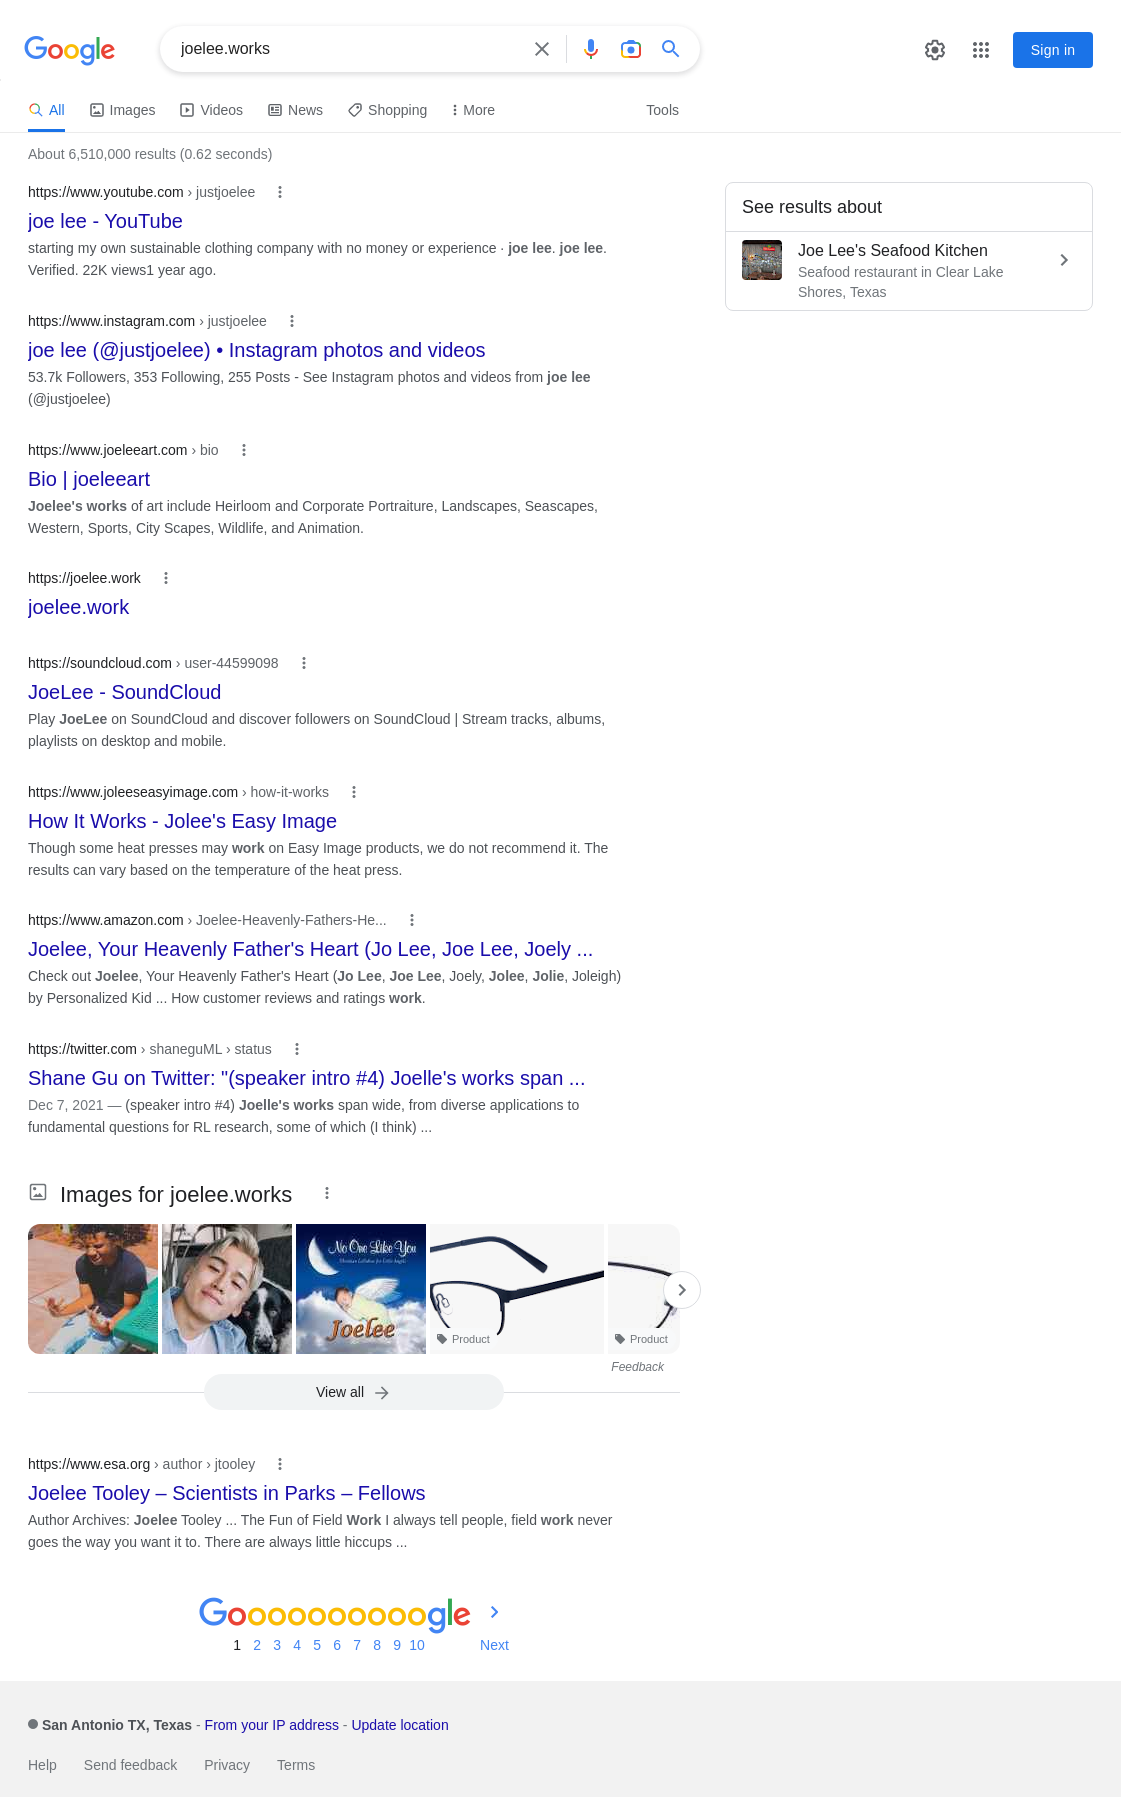 Google
joelee.works
Sign in
All Images Videos News Shopping More Tools
About 6,510,000 results (0.62 seconds)
https://www.youtube.com › justjoelee
joe lee - YouTube
starting my own sustainable clothing company with no money or experience · joe lee. joe lee.
Verified. 22K views1 year ago.
https://www.instagram.com › justjoelee
joe lee (@justjoelee) • Instagram photos and videos
53.7k Followers, 353 Following, 255 Posts - See Instagram photos and videos from joe lee
(@justjoelee)
https://www.joeleeart.com › bio
Bio | joeleeart
Joelee's works of art include Heirloom and Corporate Portraiture, Landscapes, Seascapes,
Western, Sports, City Scapes, Wildlife, and Animation.
https://joelee.work
joelee.work
https://soundcloud.com › user-44599098
JoeLee - SoundCloud
Play JoeLee on SoundCloud and discover followers on SoundCloud | Stream tracks, albums,
playlists on desktop and mobile.
https://www.joleeseasyimage.com › how-it-works
How It Works - Jolee's Easy Image
Though some heat presses may work on Easy Image products, we do not recommend it. The
results can vary based on the temperature of the heat press.
https://www.amazon.com › Joelee-Heavenly-Fathers-He...
Joelee, Your Heavenly Father's Heart (Jo Lee, Joe Lee, Joely ...
Check out Joelee, Your Heavenly Father's Heart (Jo Lee, Joe Lee, Joely, Jolee, Jolie, Joleigh)
by Personalized Kid ... How customer reviews and ratings work.
https://twitter.com › shaneguML › status
Shane Gu on Twitter: "(speaker intro #4) Joelle's works span ...
Dec 7, 2021 — (speaker intro #4) Joelle's works span wide, from diverse applications to
fundamental questions for RL research, some of which (I think) ...
Images for joelee.works
No One Like You
Christian Lullabies for Little Angels
Joelee
Product
Product
Feedback
View all
https://www.esa.org › author › jtooley
Joelee Tooley – Scientists in Parks – Fellows
Author Archives: Joelee Tooley ... The Fun of Field Work I always tell people, field work never
goes the way you want it to. There are always little hiccups ...
Goooooooooogle
1 2 3 4 5 6 7 8 9 10 Next
San Antonio TX, Texas - From your IP address - Update location
Help Send feedback Privacy Terms
See results about
Joe Lee's Seafood Kitchen
Seafood restaurant in Clear Lake
Shores, Texas